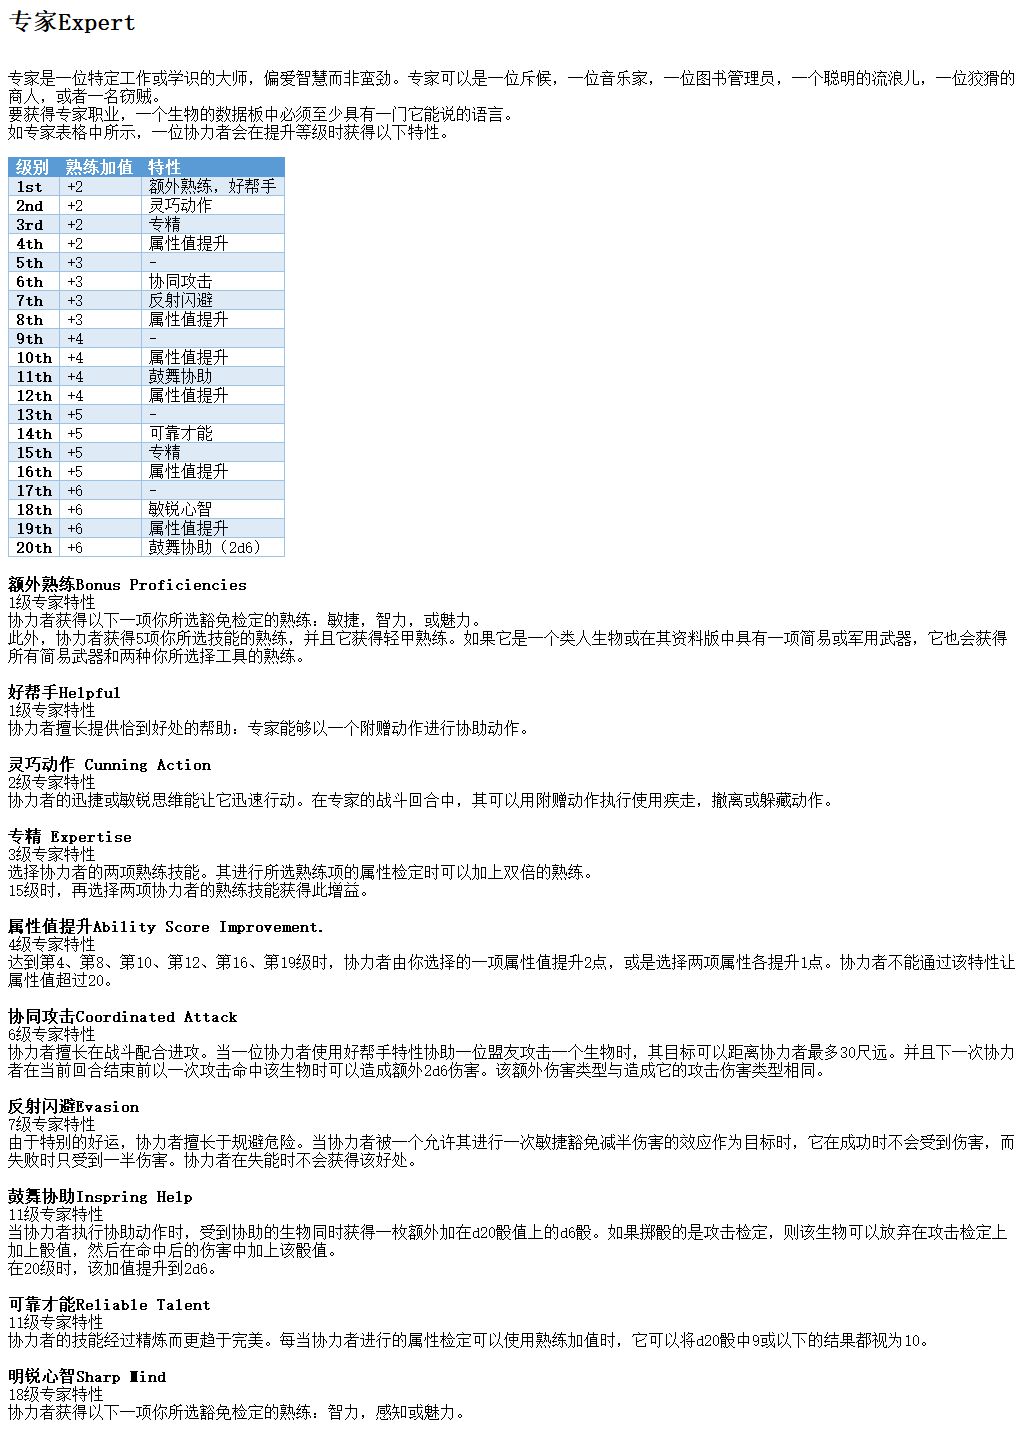 专家Expert
专家是一位特定工作或学识的大师，偏爱智慧而非蛮劲。专家可以是一位斥候，一位音乐家，一位图书管理员，一个聪明的流浪儿，一位狡猾的
商人，或者一名窃贼。
要获得专家职业，一个生物的数据板中必须至少具有一门它能说的语言。
如专家表格中所示，一位协力者会在提升等级时获得以下特性。
级别 熟练加值 特性
1st +2 额外熟练，好帮手
2nd +2 灵巧动作
3rd +2 专精
4th +2 属性值提升
5th +3 -
6th +3 协同攻击
7th +3 反射闪避
8th +3 属性值提升
9th +4 -
10th +4 属性值提升
11th +4 鼓舞协助
12th +4 属性值提升
13th +5 -
14th +5 可靠才能
15th +5 专精
16th +5 属性值提升
17th +6 -
18th +6 敏锐心智
19th +6 属性值提升
20th +6 鼓舞协助（2d6）
额外熟练Bonus Proficiencies
1级专家特性
协力者获得以下一项你所选豁免检定的熟练：敏捷，智力，或魅力。
此外，协力者获得5项你所选技能的熟练，并且它获得轻甲熟练。如果它是一个类人生物或在其资料版中具有一项简易或军用武器，它也会获得
所有简易武器和两种你所选择工具的熟练。
好帮手Helpful
1级专家特性
协力者擅长提供恰到好处的帮助：专家能够以一个附赠动作进行协助动作。
灵巧动作 Cunning Action
2级专家特性
协力者的迅捷或敏锐思维能让它迅速行动。在专家的战斗回合中，其可以用附赠动作执行使用疾走，撤离或躲藏动作。
专精 Expertise
3级专家特性
选择协力者的两项熟练技能。其进行所选熟练项的属性检定时可以加上双倍的熟练。
15级时，再选择两项协力者的熟练技能获得此增益。
属性值提升Ability Score Improvement.
4级专家特性
达到第4、第8、第10、第12、第16、第19级时，协力者由你选择的一项属性值提升2点，或是选择两项属性各提升1点。协力者不能通过该特性让
属性值超过20。
协同攻击Coordinated Attack
6级专家特性
协力者擅长在战斗配合进攻。当一位协力者使用好帮手特性协助一位盟友攻击一个生物时，其目标可以距离协力者最多30尺远。并且下一次协力
者在当前回合结束前以一次攻击命中该生物时可以造成额外2d6伤害。该额外伤害类型与造成它的攻击伤害类型相同。
反射闪避Evasion
7级专家特性
由于特别的好运，协力者擅长于规避危险。当协力者被一个允许其进行一次敏捷豁免减半伤害的效应作为目标时，它在成功时不会受到伤害，而
失败时只受到一半伤害。协力者在失能时不会获得该好处。
鼓舞协助Inspring Help
11级专家特性
当协力者执行协助动作时，受到协助的生物同时获得一枚额外加在d20骰值上的d6骰。如果掷骰的是攻击检定，则该生物可以放弃在攻击检定上
加上骰值，然后在命中后的伤害中加上该骰值。
在20级时，该加值提升到2d6。
可靠才能Reliable Talent
11级专家特性
协力者的技能经过精炼而更趋于完美。每当协力者进行的属性检定可以使用熟练加值时，它可以将d20骰中9或以下的结果都视为10。
明锐心智Sharp Mind
18级专家特性
协力者获得以下一项你所选豁免检定的熟练：智力，感知或魅力。